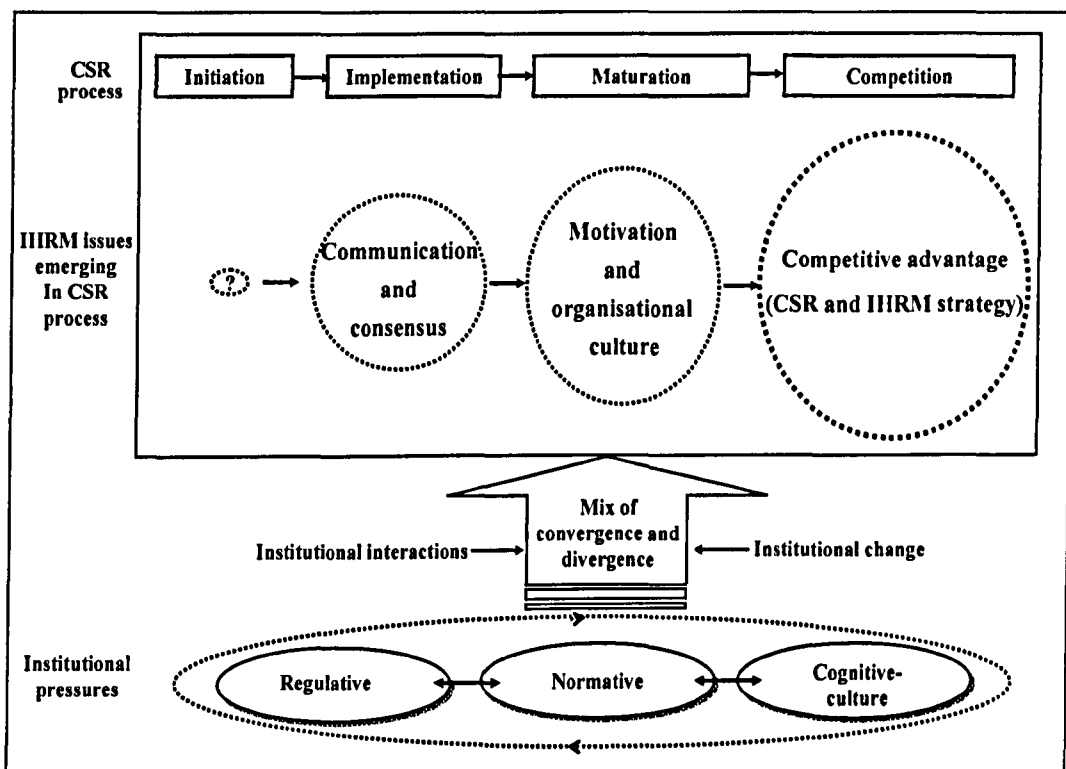 CSR
process
Initiation
Implementation
Maturation
Competition
IHRM issues
emerging
In CSR
process
?
Communication
and
consensus
Motivation
and
organisational
culture
Competitive advantage
(CSR and IHRM strategy)
Mix of
convergence and
divergence
Institutional interactions
Institutional change
Institutional
pressures
Regulative
Normative
Cognitive-
culture